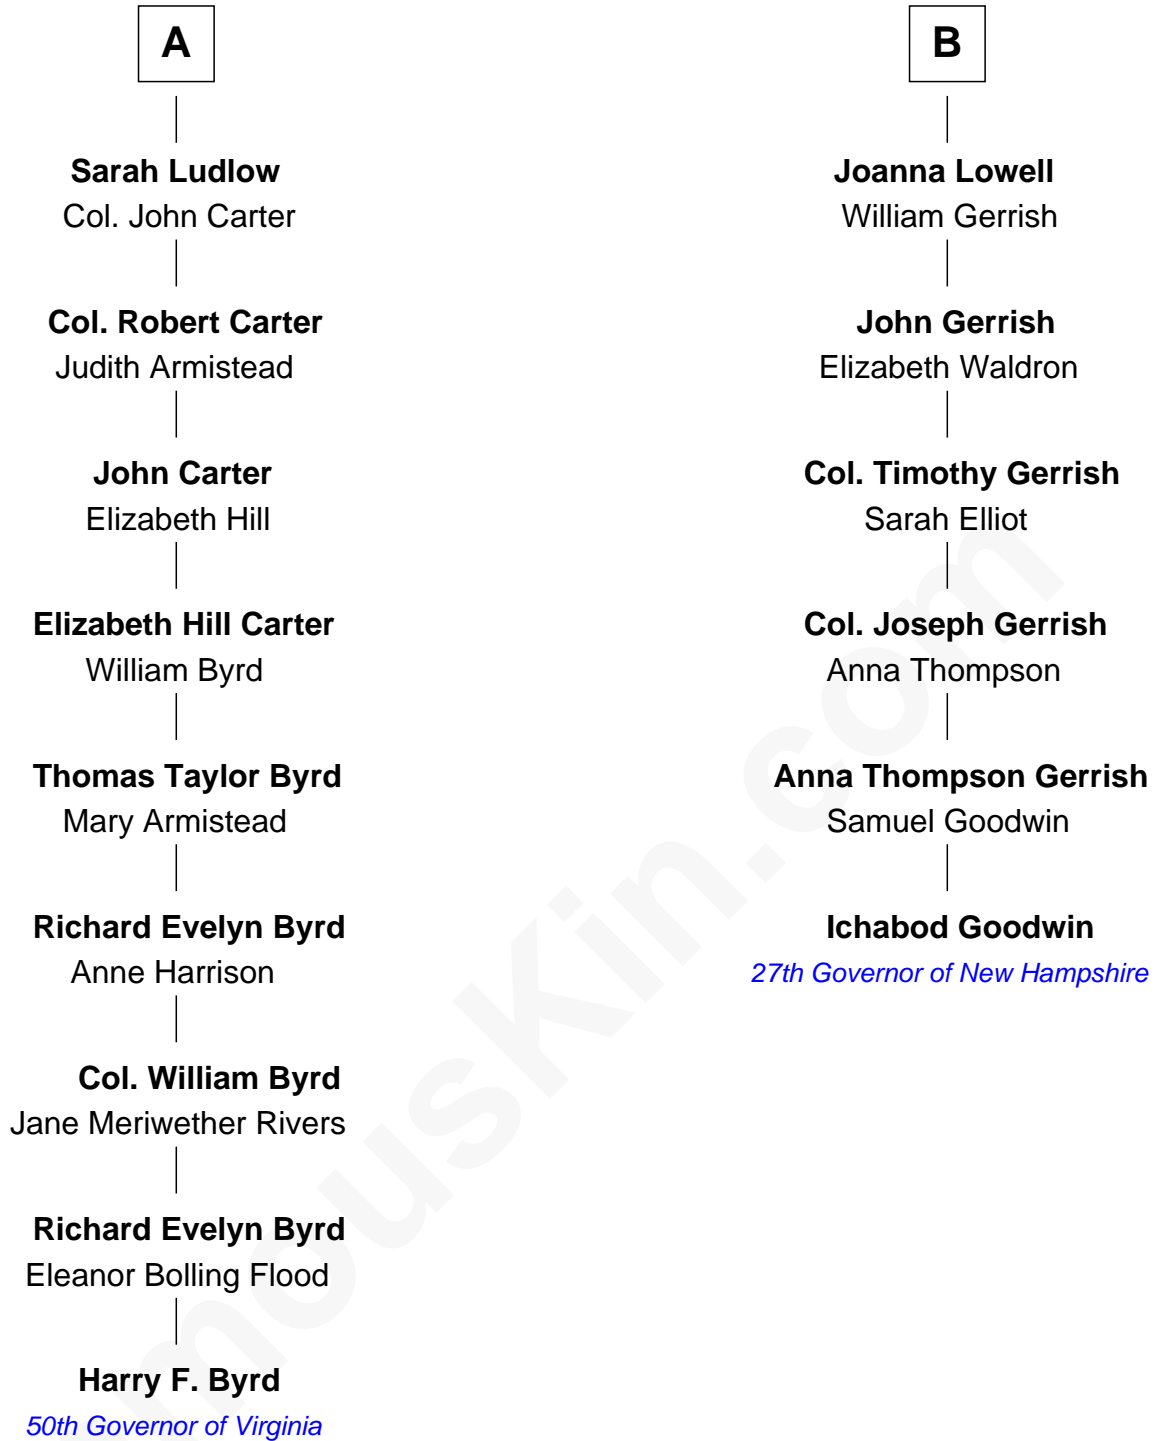 A
Sarah Ludlow
Col. John Carter
Col. Robert Carter
Judith Armistead
John Carter
Elizabeth Hill
Elizabeth Hill Carter
William Byrd
Thomas Taylor Byrd
Mary Armistead
Richard Evelyn Byrd
Anne Harrison
Col. William Byrd
Jane Meriwether Rivers
Richard Evelyn Byrd
Eleanor Bolling Flood
Harry F. Byrd
50th Governor of Virginia
B
Joanna Lowell
William Gerrish
John Gerrish
Elizabeth Waldron
Col. Timothy Gerrish
Sarah Elliot
Col. Joseph Gerrish
Anna Thompson
Anna Thompson Gerrish
Samuel Goodwin
Ichabod Goodwin
27th Governor of New Hampshire
mousKin.com